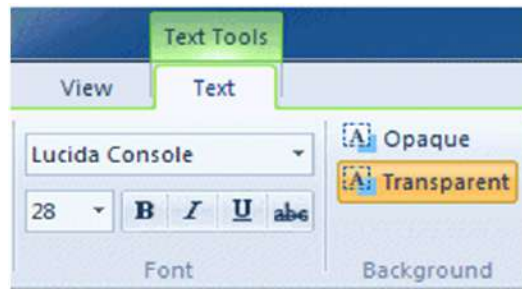 Text Tools
View Text
Lucida Console
Opaque
Transparent
28 B I U abc
Font
Background